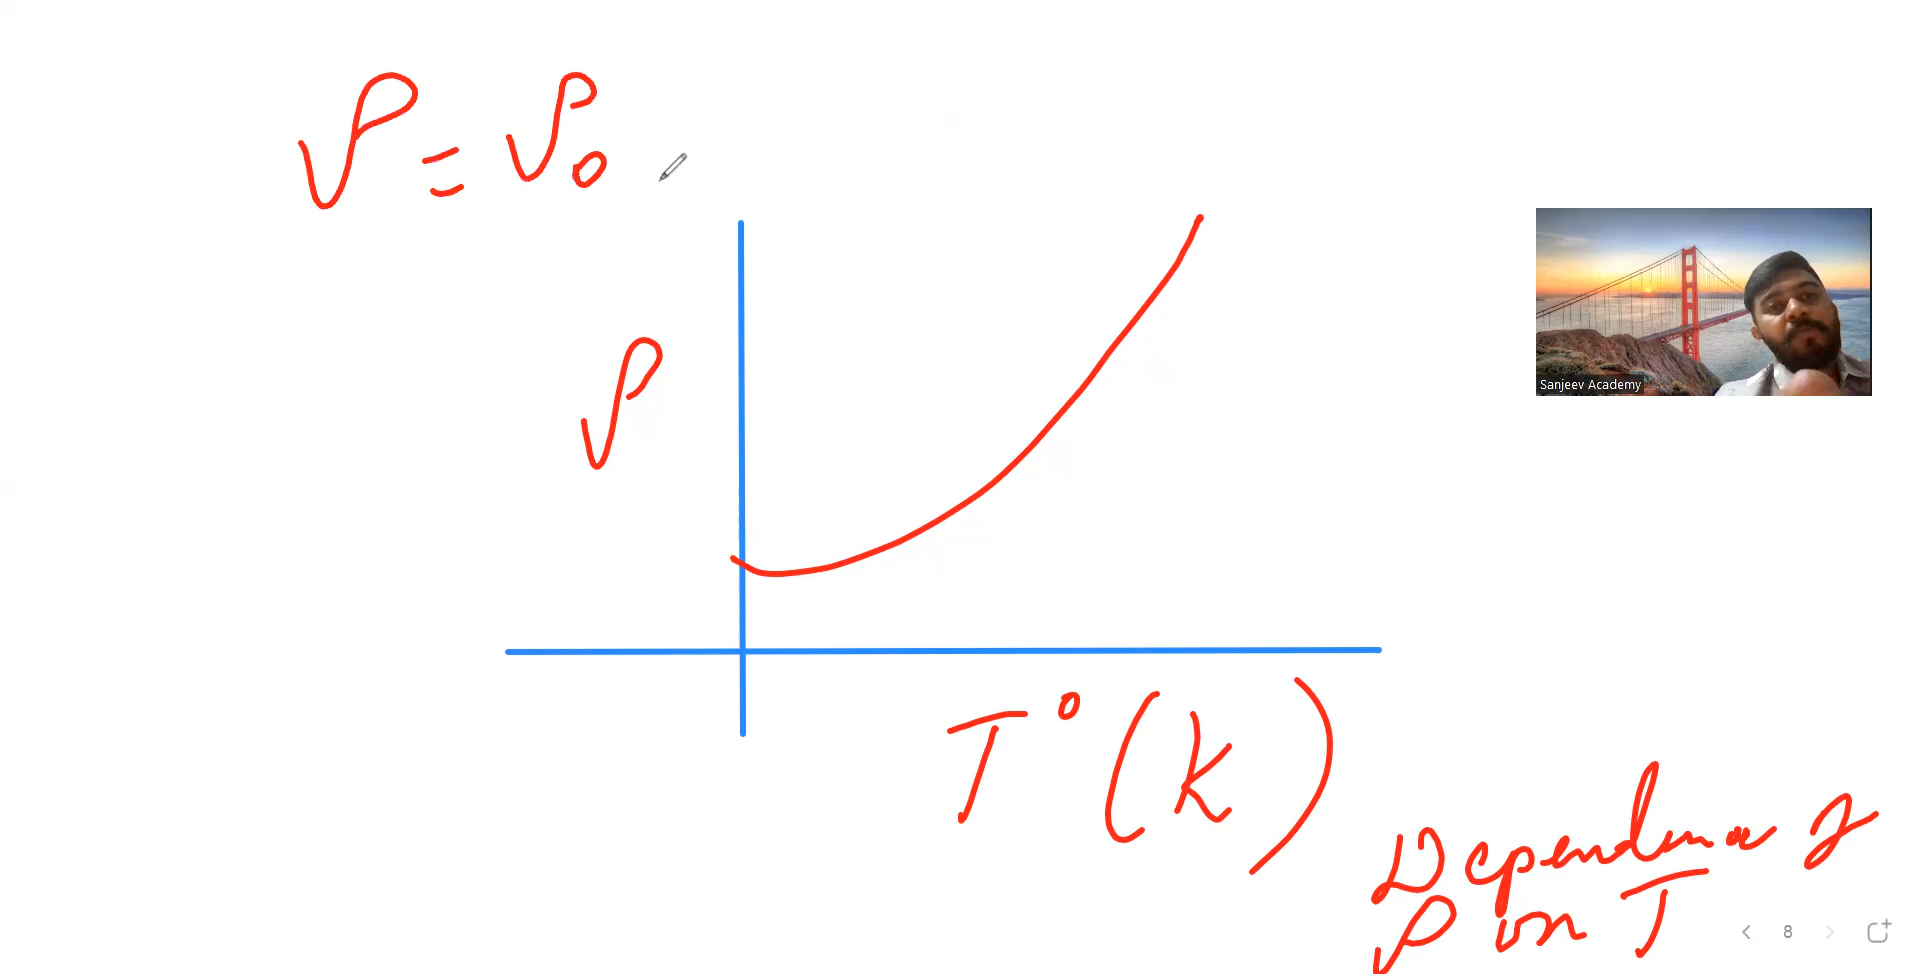 ρ = ρ₀
ρ
Sanjeev Academy
T° (K)
Dependence of
ρ on T
8